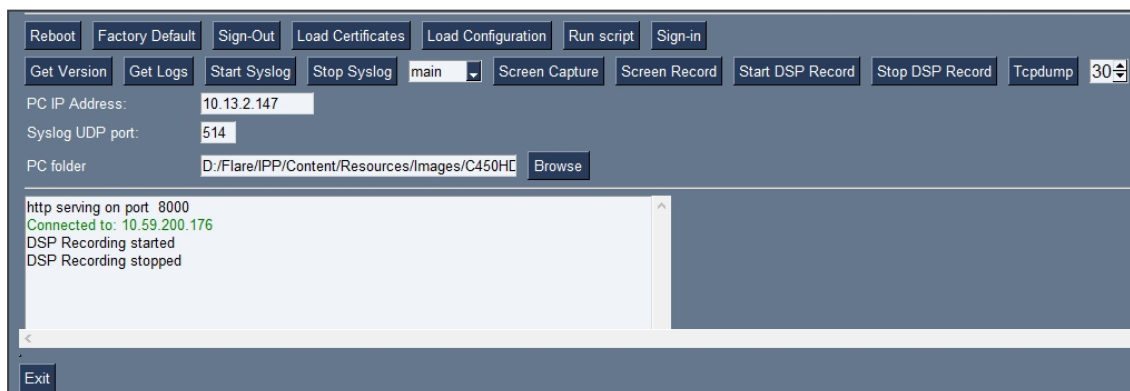 Reboot Factory Default Sign-Out Load Certificates Load Configuration Run script Sign-in
Get Version Get Logs Start Syslog Stop Syslog main Screen Capture Screen Record Start DSP Record Stop DSP Record Tcpdump 30
PC IP Address: 10.13.2.147
Syslog UDP port: 514
PC folder D:/Flare/IPP/Content/Resources/Images/C450HD Browse
http serving on port 8000
Connected to: 10.59.200.176
DSP Recording started
DSP Recording stopped
Exit